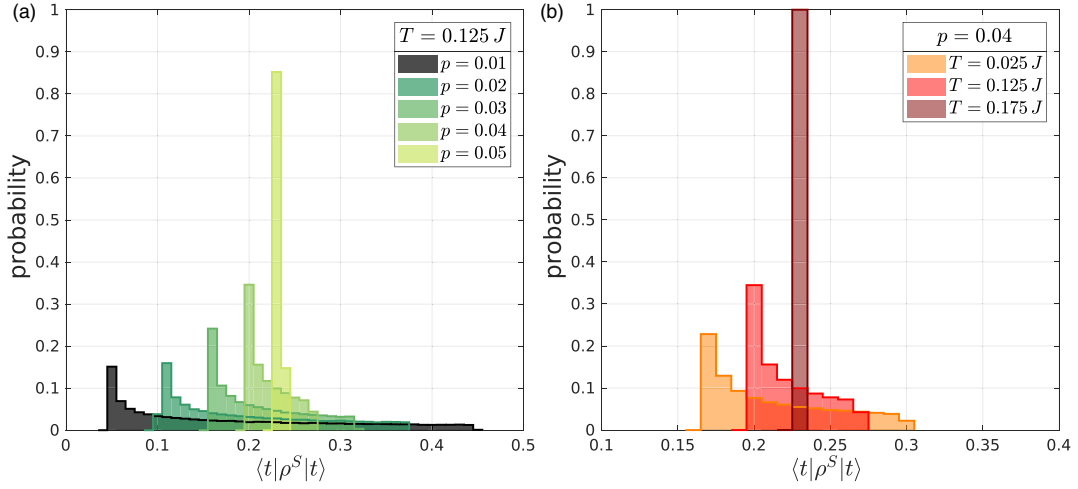 (a)
T = 0.125 J
p = 0.01
p = 0.02
p = 0.03
p = 0.04
p = 0.05
probability
1
0.9
0.8
0.7
0.6
0.5
0.4
0.3
0.2
0.1
0
0 0.1 0.2 0.3 0.4 0.5
⟨t|ρ^S|t⟩
(b)
p = 0.04
T = 0.025 J
T = 0.125 J
T = 0.175 J
probability
1
0.9
0.8
0.7
0.6
0.5
0.4
0.3
0.2
0.1
0
0.1 0.15 0.2 0.25 0.3 0.35 0.4
⟨t|ρ^S|t⟩